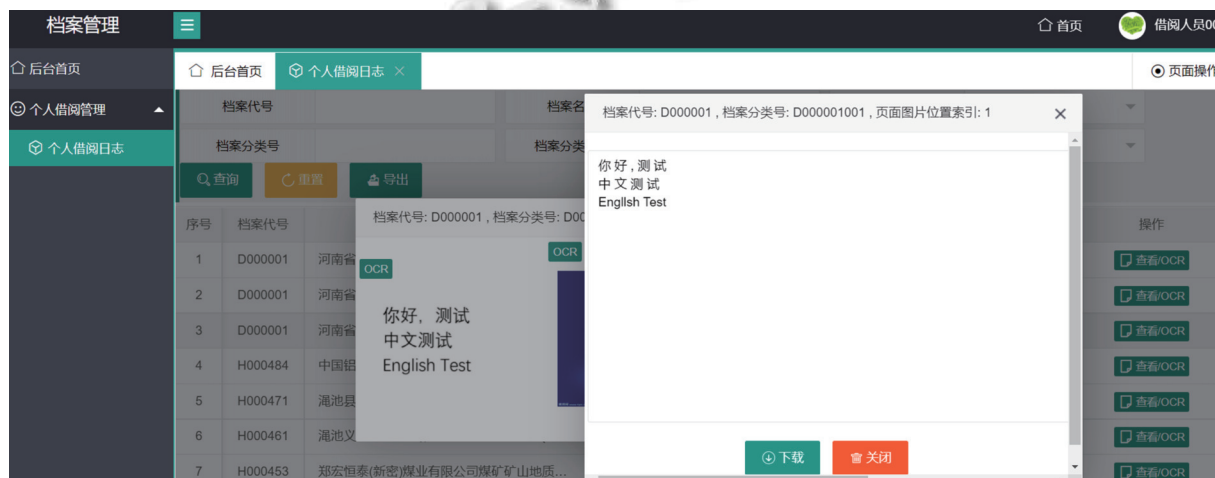 档案管理
首页
借阅人员00
后台首页
后台首页
个人借阅日志
页面操作
个人借阅管理
个人借阅日志
档案代号
档案名
档案分类号
档案分类
查询
重置
导出
序号 档案代号 操作
1 D000001 河南省 查看/OCR
2 D000001 河南省 查看/OCR
3 D000001 河南省 查看/OCR
4 H000484 中国铝 查看/OCR
5 H000471 渑池县 查看/OCR
6 H000461 渑池义 查看/OCR
7 H000453 郑宏恒泰(新密)煤业有限公司煤矿矿山地质... 查看/OCR
档案代号: D000001 , 档案分类号: D00
OCR
OCR
你好，测试
中文测试
English Test
档案代号: D000001 , 档案分类号: D000001001 , 页面图片位置索引: 1
你 好 , 测 试
中 文 测 试
Engllsh Test
下载
关闭